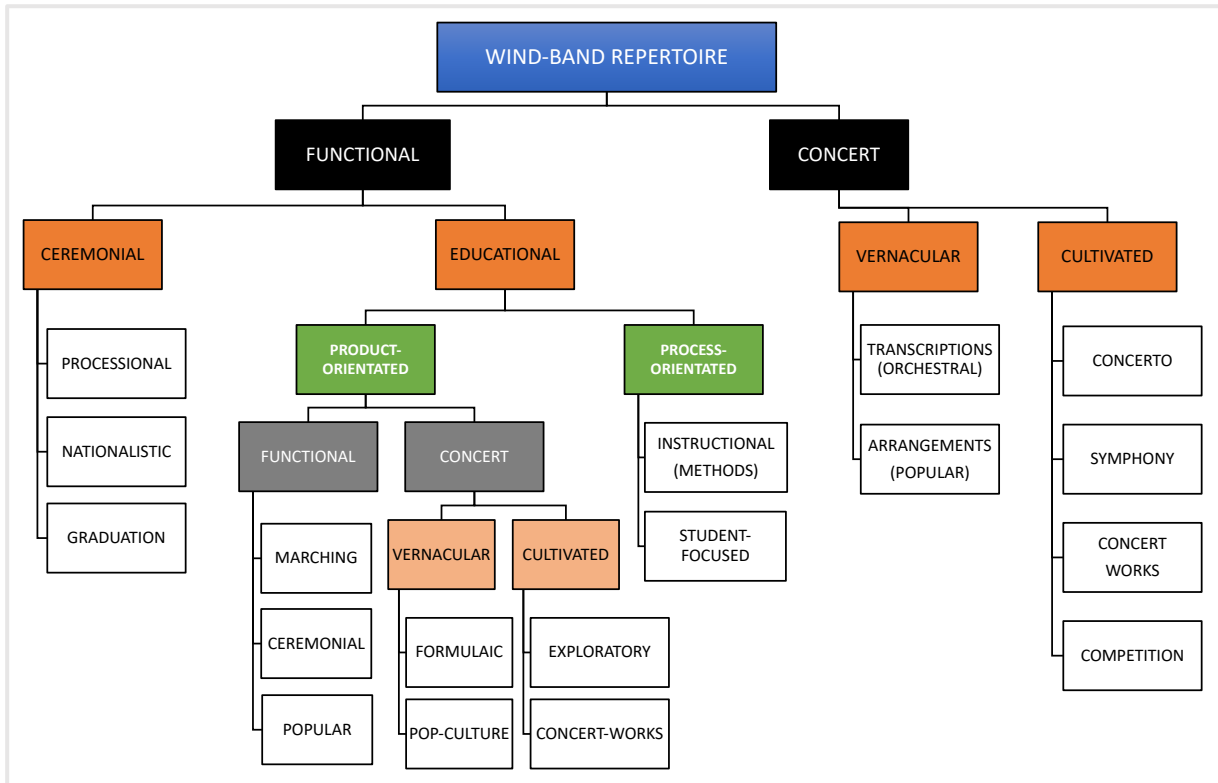 WIND-BAND REPERTOIRE
FUNCTIONAL
CONCERT
CEREMONIAL
EDUCATIONAL
VERNACULAR
CULTIVATED
PROCESSIONAL
NATIONALISTIC
GRADUATION
PRODUCT-
ORIENTATED
PROCESS-
ORIENTATED
FUNCTIONAL
CONCERT
MARCHING
CEREMONIAL
POPULAR
VERNACULAR
CULTIVATED
FORMULAIC
POP-CULTURE
EXPLORATORY
CONCERT-WORKS
INSTRUCTIONAL
(METHODS)
STUDENT-
FOCUSED
TRANSCRIPTIONS
(ORCHESTRAL)
ARRANGEMENTS
(POPULAR)
CONCERTO
SYMPHONY
CONCERT
WORKS
COMPETITION